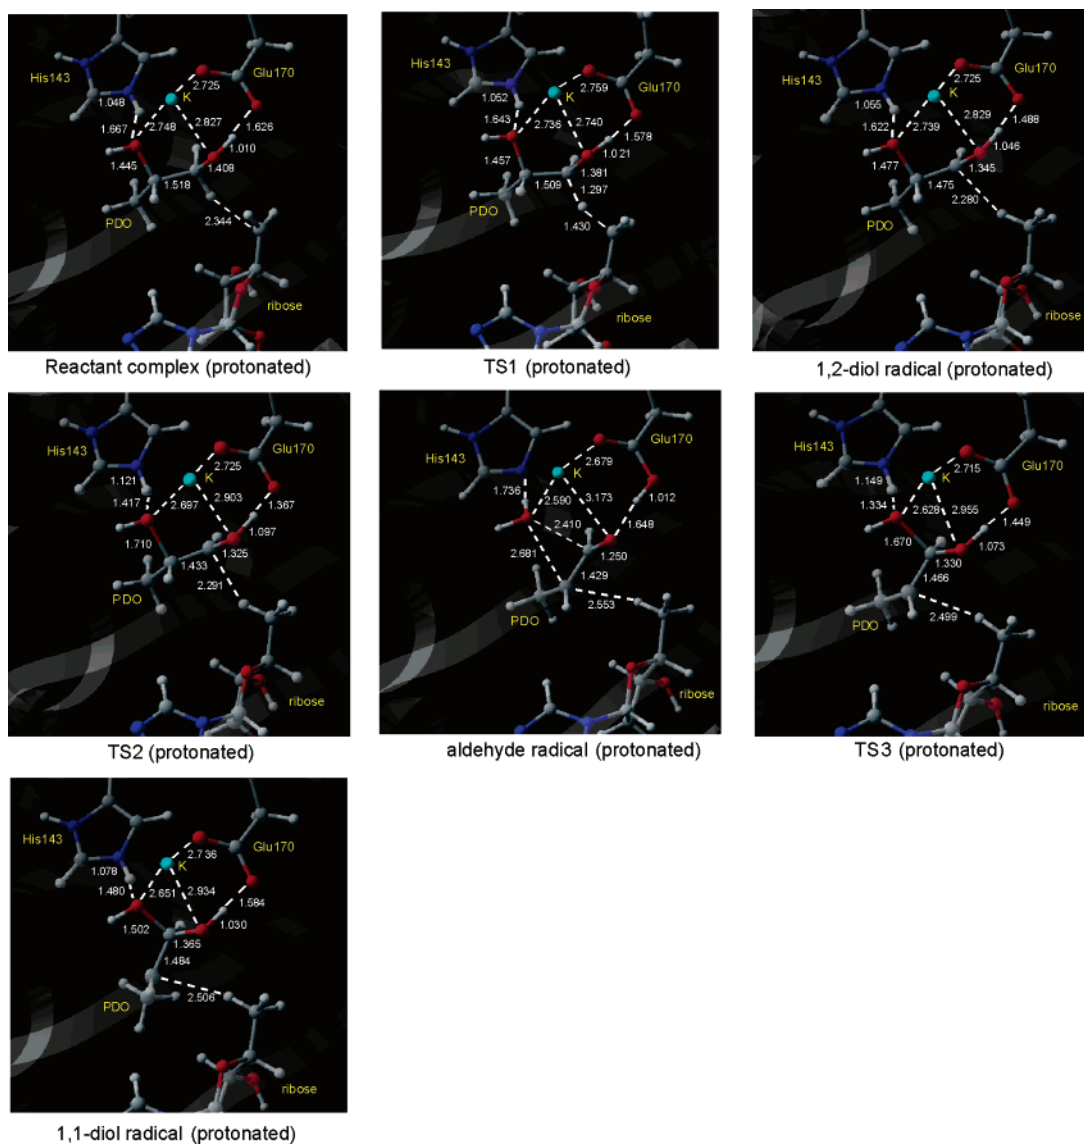 His143
Glu170
K
2.725
1.048
1.667
2.748
2.827
1.626
1.010
1.445
1.408
1.518
2.344
PDO
ribose
Reactant complex (protonated)
His143
Glu170
K
2.759
1.052
1.643
2.736
2.740
1.578
1.021
1.457
1.381
1.509
1.297
1.430
PDO
ribose
TS1 (protonated)
His143
Glu170
K
2.725
1.055
1.622
2.739
2.829
1.488
1.046
1.477
1.345
1.475
2.280
PDO
ribose
1,2-diol radical (protonated)
His143
Glu170
K
2.725
1.121
1.417
2.697
2.903
1.367
1.097
1.710
1.325
1.433
2.291
PDO
ribose
TS2 (protonated)
His143
Glu170
K
2.679
1.736
2.590
3.173
1.012
1.648
2.410
2.681
1.250
1.429
2.553
PDO
ribose
aldehyde radical (protonated)
His143
Glu170
K
2.715
1.149
1.334
2.628
2.955
1.449
1.073
1.670
1.330
1.466
2.499
PDO
ribose
TS3 (protonated)
His143
Glu170
K
2.736
1.078
1.480
2.651
2.934
1.584
1.030
1.502
1.365
1.484
2.506
PDO
ribose
1,1-diol radical (protonated)